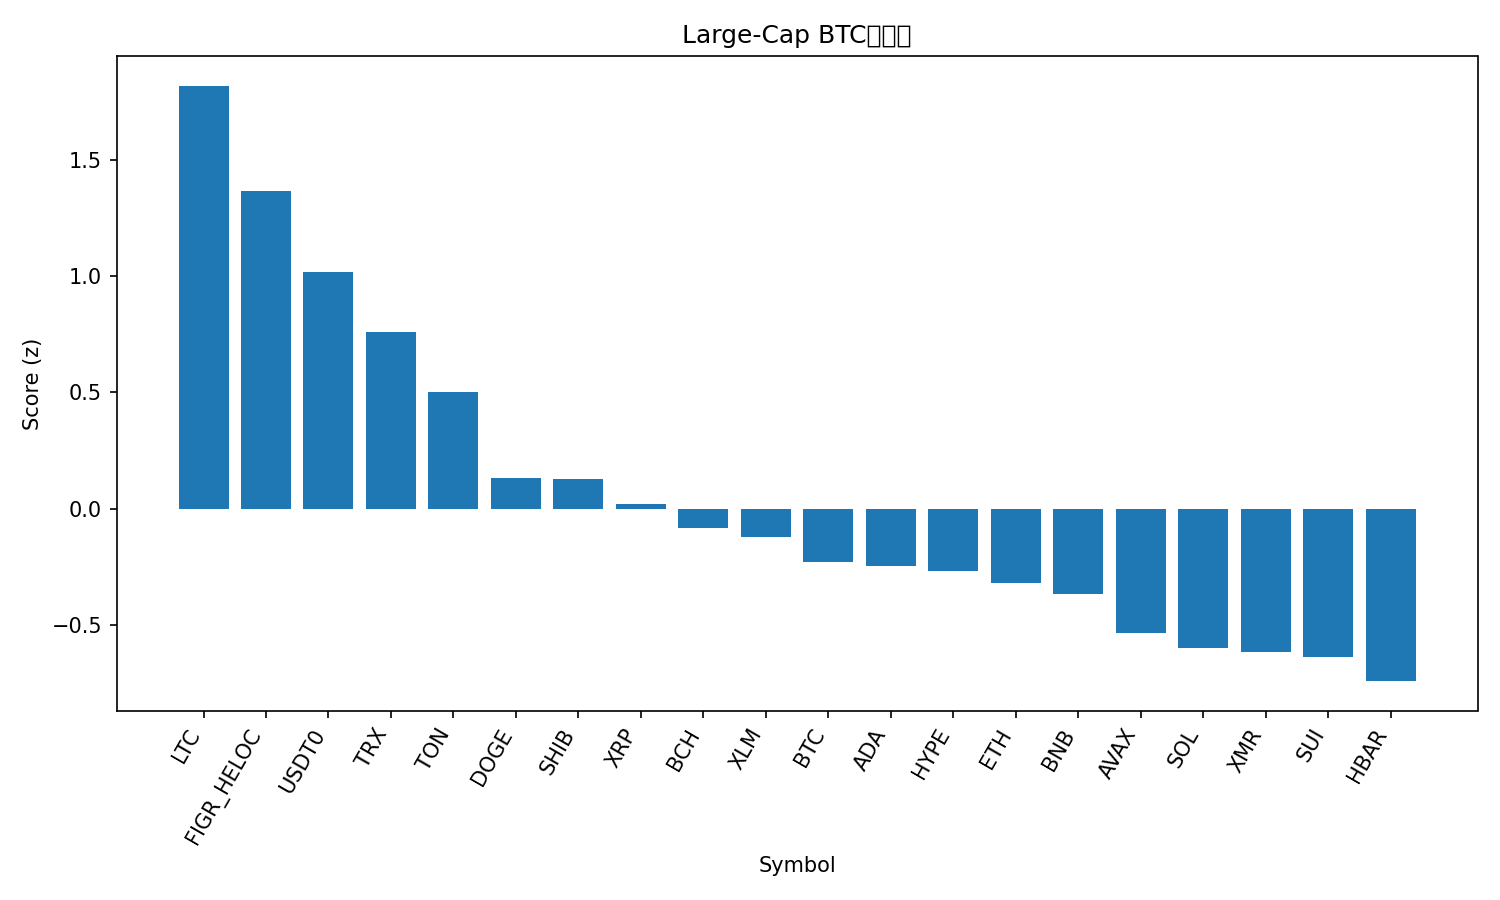 Large-Cap BTC
Score (z)
1.5
1.0
0.5
0.0
−0.5
LTC
FIGR_HELOC
USDT0
TRX
TON
DOGE
SHIB
XRP
BCH
XLM
BTC
ADA
HYPE
ETH
BNB
AVAX
SOL
XMR
SUI
HBAR
Symbol